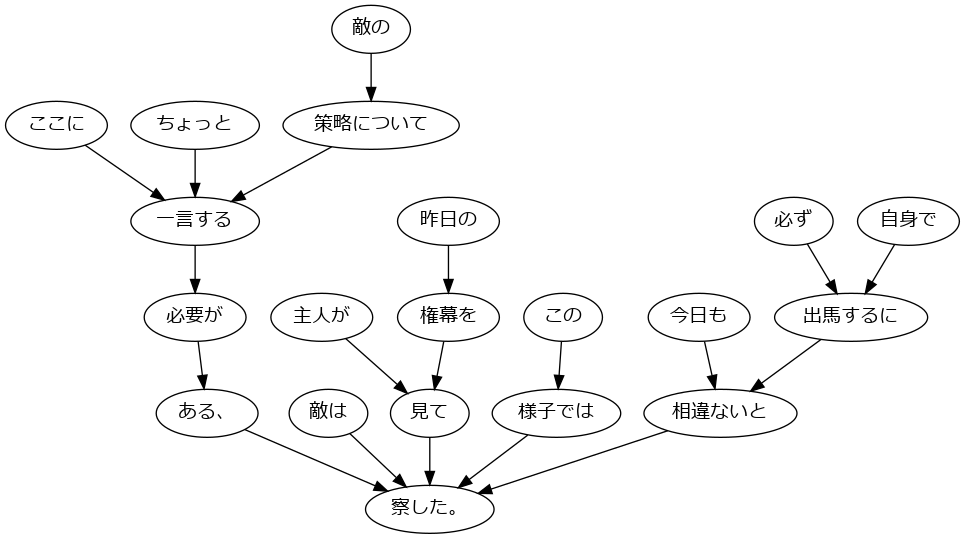 敵の
ここに
ちょっと
策略について
一言する
昨日の
必ず
自身で
必要が
主人が
権幕を
この
今日も
出馬するに
ある、
敵は
見て
様子では
相違ないと
察した。